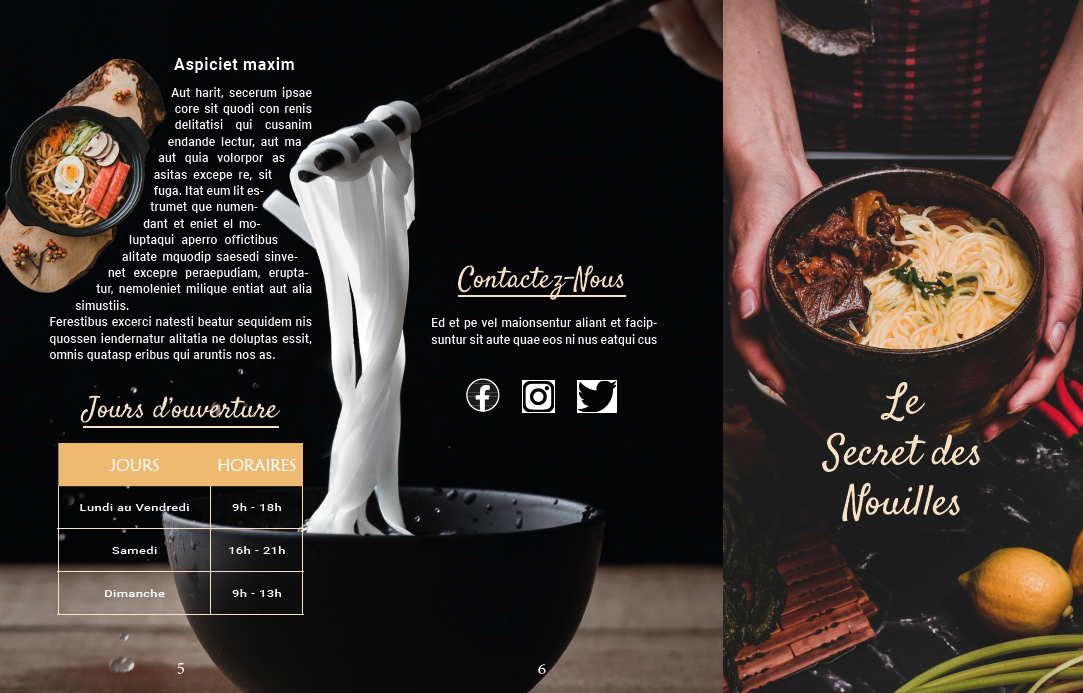 Aspiciet maxim
Aut harit, secerum ipsae
core sit quodi con renis
delitatisi qui cusanim
endande lectur, aut ma
aut quia volorpor as
asitas excepe re, sit
fuga. Itat eum lit es-
trumet que numen-
dant et eniet el mo-
luptaqui aperro offictibus
alitate mquodip saesedi sinve-
net excepre peraepudiam, erupta-
tur, nemoleniet milique entiat aut alia
simustiis.
Ferestibus excerci natesti beatur sequidem nis
quossen iendernatur alitatia ne doluptas essit,
omnis quatasp eribus qui aruntis nos as.
Jours d'ouverture
JOURS HORAIRES
Lundi au Vendredi 9h - 18h
Samedi 16h - 21h
Dimanche 9h - 13h
5
Contactez-Nous
Ed et pe vel maionsentur aliant et facip-
suntur sit aute quae eos ni nus eatqui cus
6
Le
Secret des
Nouilles